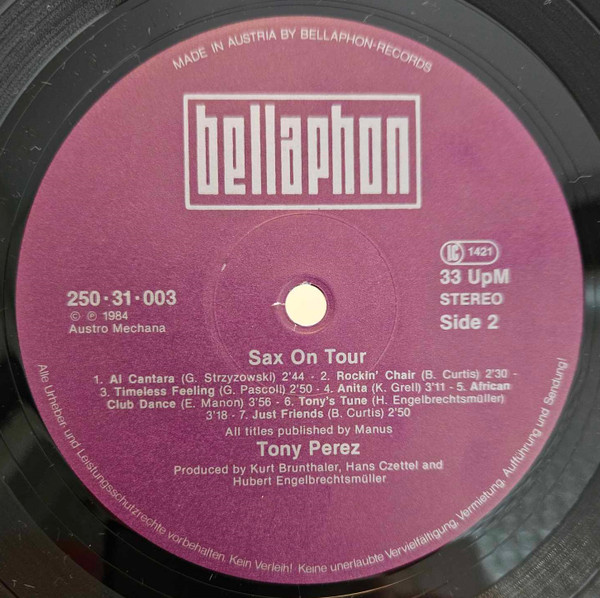 MADE IN AUSTRIA BY BELLAPHON-RECORDS
bellaphon
LC 1421
250·31·003
33 UpM
© ℗ 1984
STEREO
Austro Mechana
Side 2
Sax On Tour
1. Al Cantara (G. Strzyzowski) 2'44 - 2. Rockin' Chair (B. Curtis) 2'30 -
3. Timeless Feeling (G. Pascoli) 2'50 - 4. Anita (K. Grell) 3'11 - 5. African
Club Dance (E. Manon) 3'56 - 6. Tony's Tune (H. Engelbrechtsmüller)
3'18 - 7. Just Friends (B. Curtis) 2'50
All titles published by Manus
Tony Perez
Produced by Kurt Brunthaler, Hans Czettel and
Hubert Engelbrechtsmüller
Alle Urheber- und Leistungsschutzrechte vorbehalten. Kein Verleih! Keine unerlaubte Vervielfältigung, Vermietung, Aufführung und Sendung!